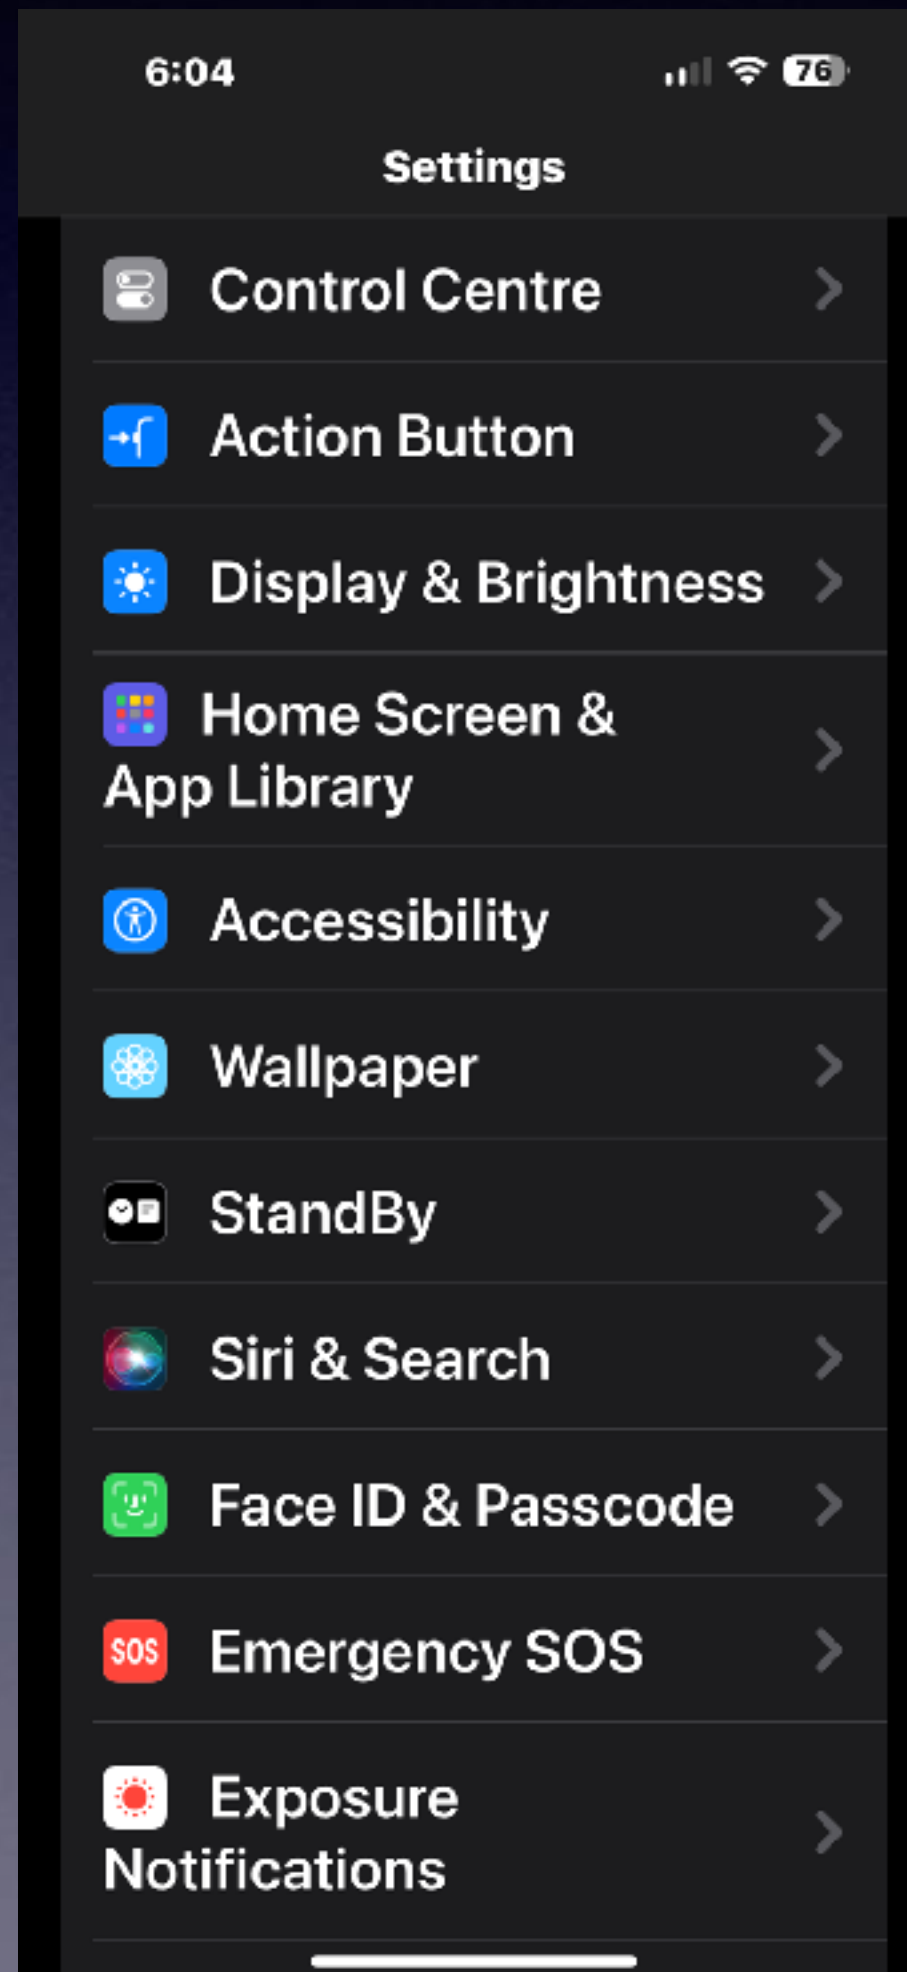 6:04
76
Settings
Control Centre
Action Button
Display & Brightness
Home Screen &
App Library
Accessibility
Wallpaper
StandBy
Siri & Search
Face ID & Passcode
SOS
Emergency SOS
Exposure
Notifications